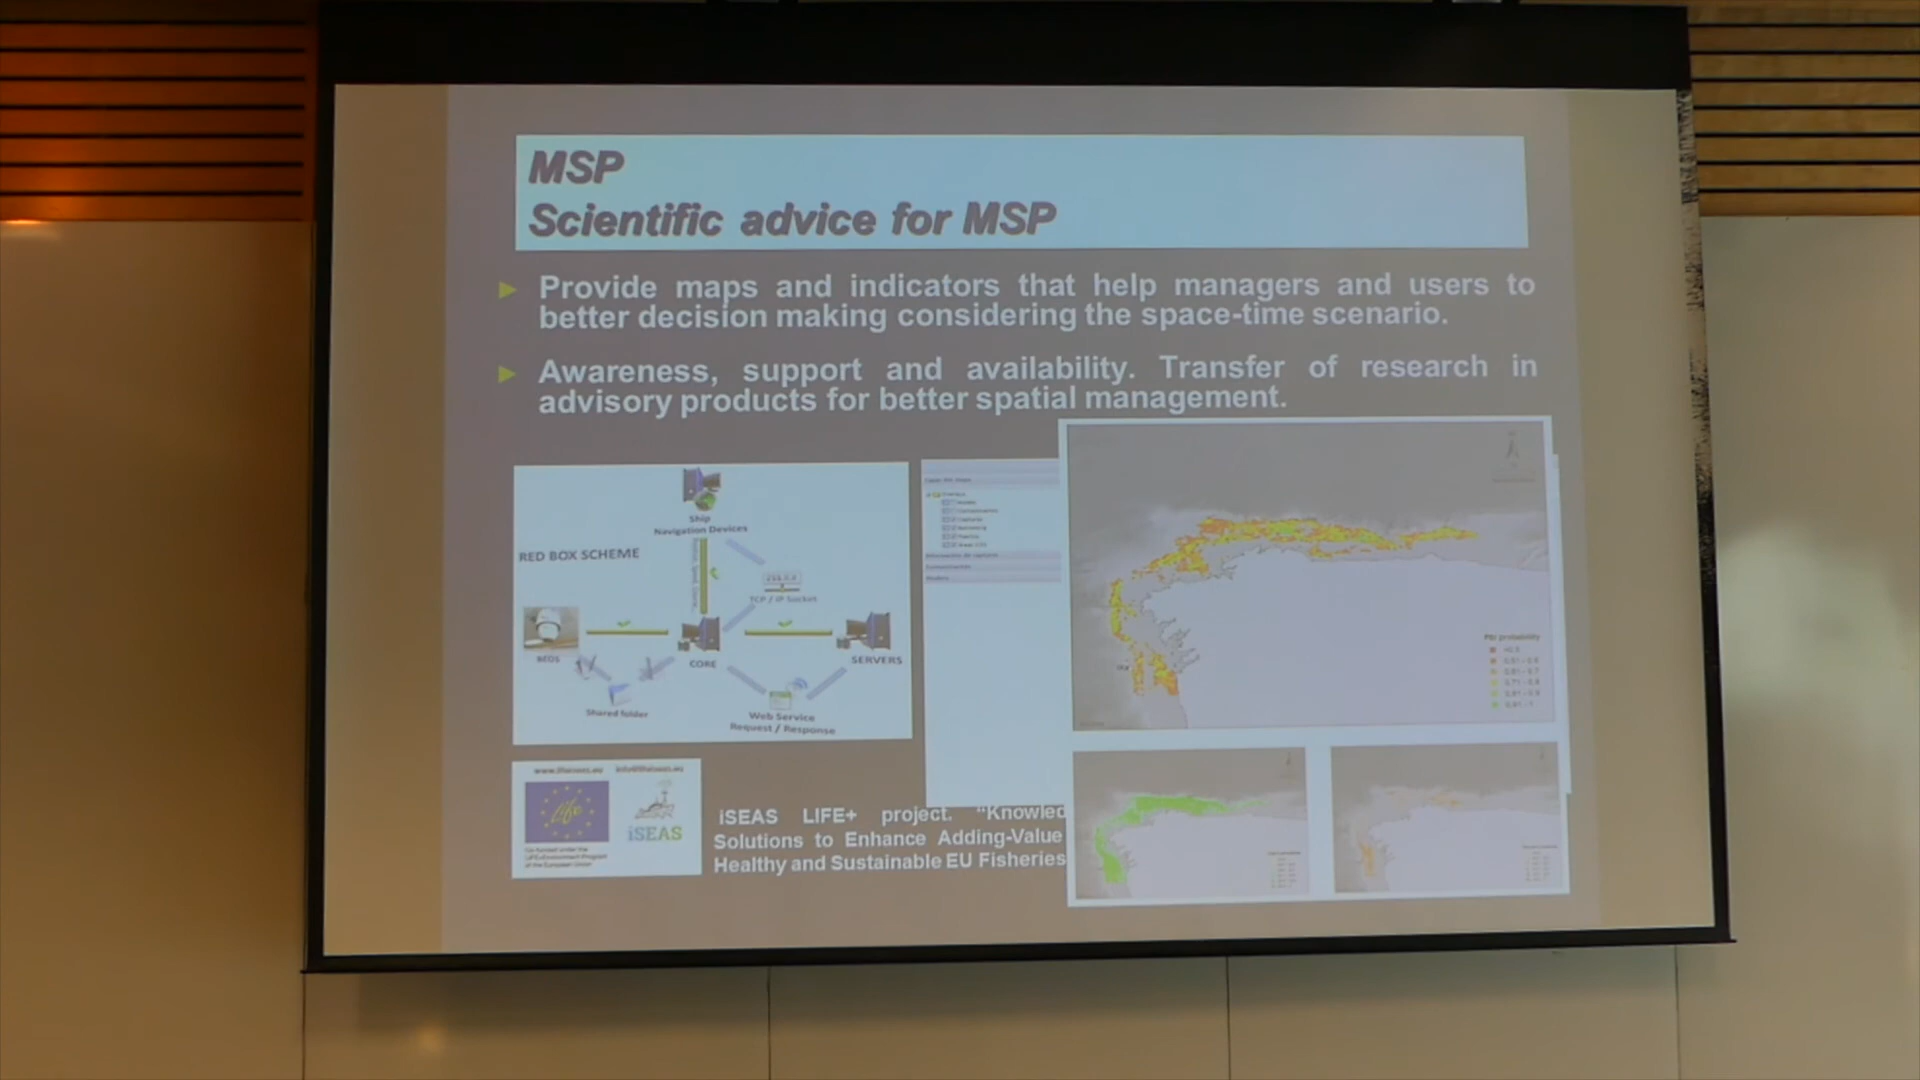 MSP
Scientific advice for MSP
Provide maps and indicators that help managers and users to
better decision making considering the space-time scenario.
Awareness, support and availability. Transfer of research in
advisory products for better spatial management.
Ship
Navigation Devices
RED BOX SCHEME
TCP / IP Socket
CORE
SERVERS
Shared folder
Web Service
Request / Response
life
iSEAS
iSEAS LIFE+ project. “Knowled
Solutions to Enhance Adding-Value
Healthy and Sustainable EU Fisheries